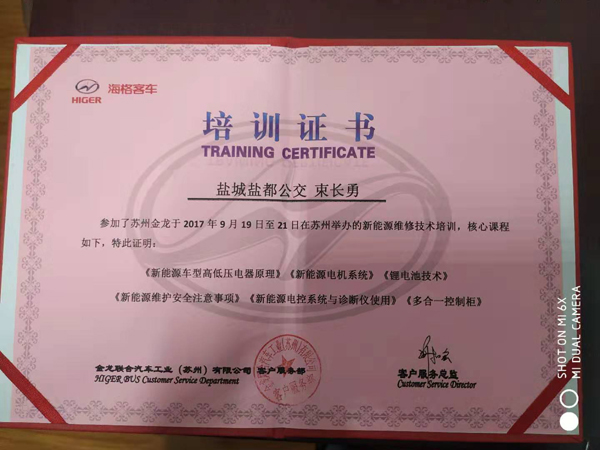 HIGER
海格客车
培训证书
TRAINING CERTIFICATE
盐城盐都公交 束长勇
参加了苏州金龙于 2017 年 9 月 19 日至 21 日在苏州举办的新能源维修技术培训，核心课程
如下，特此证明：
《新能源车型高低压电器原理》《新能源电机系统》《锂电池技术》
《新能源维护安全注意事项》《新能源电控系统与诊断仪使用》《多合一控制柜》
金龙联合汽车工业（苏州）有限公司 客户服务部
HIGER BUS Customer Service Department
客户服务总监
Customer Service Director
SHOT ON MI 6X
MI DUAL CAMERA